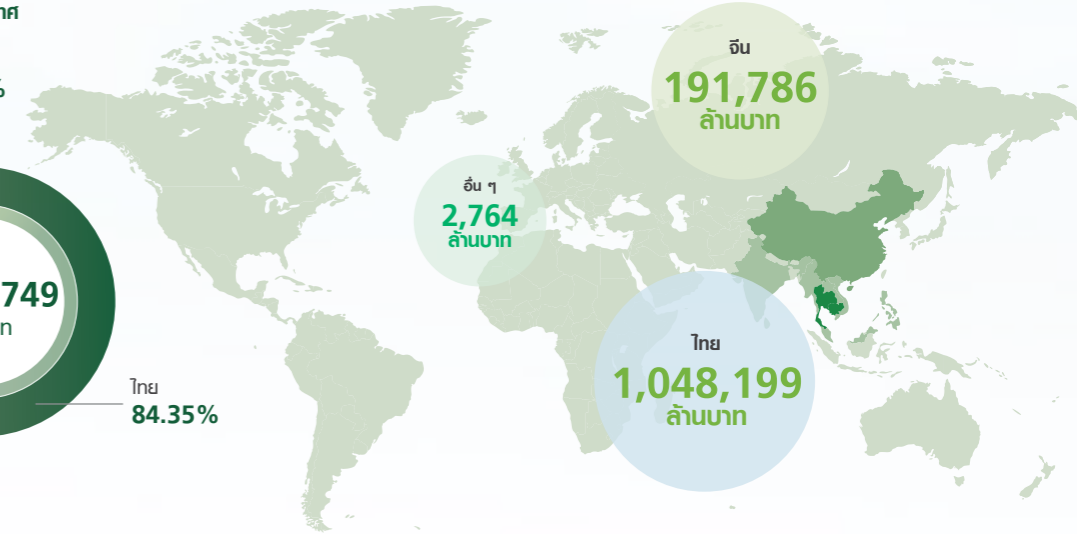 จีน
191,786
ล้านบาท
อื่น ๆ
2,764
ล้านบาท
749
ไทย
1,048,199
ล้านบาท
ไทย
84.35%